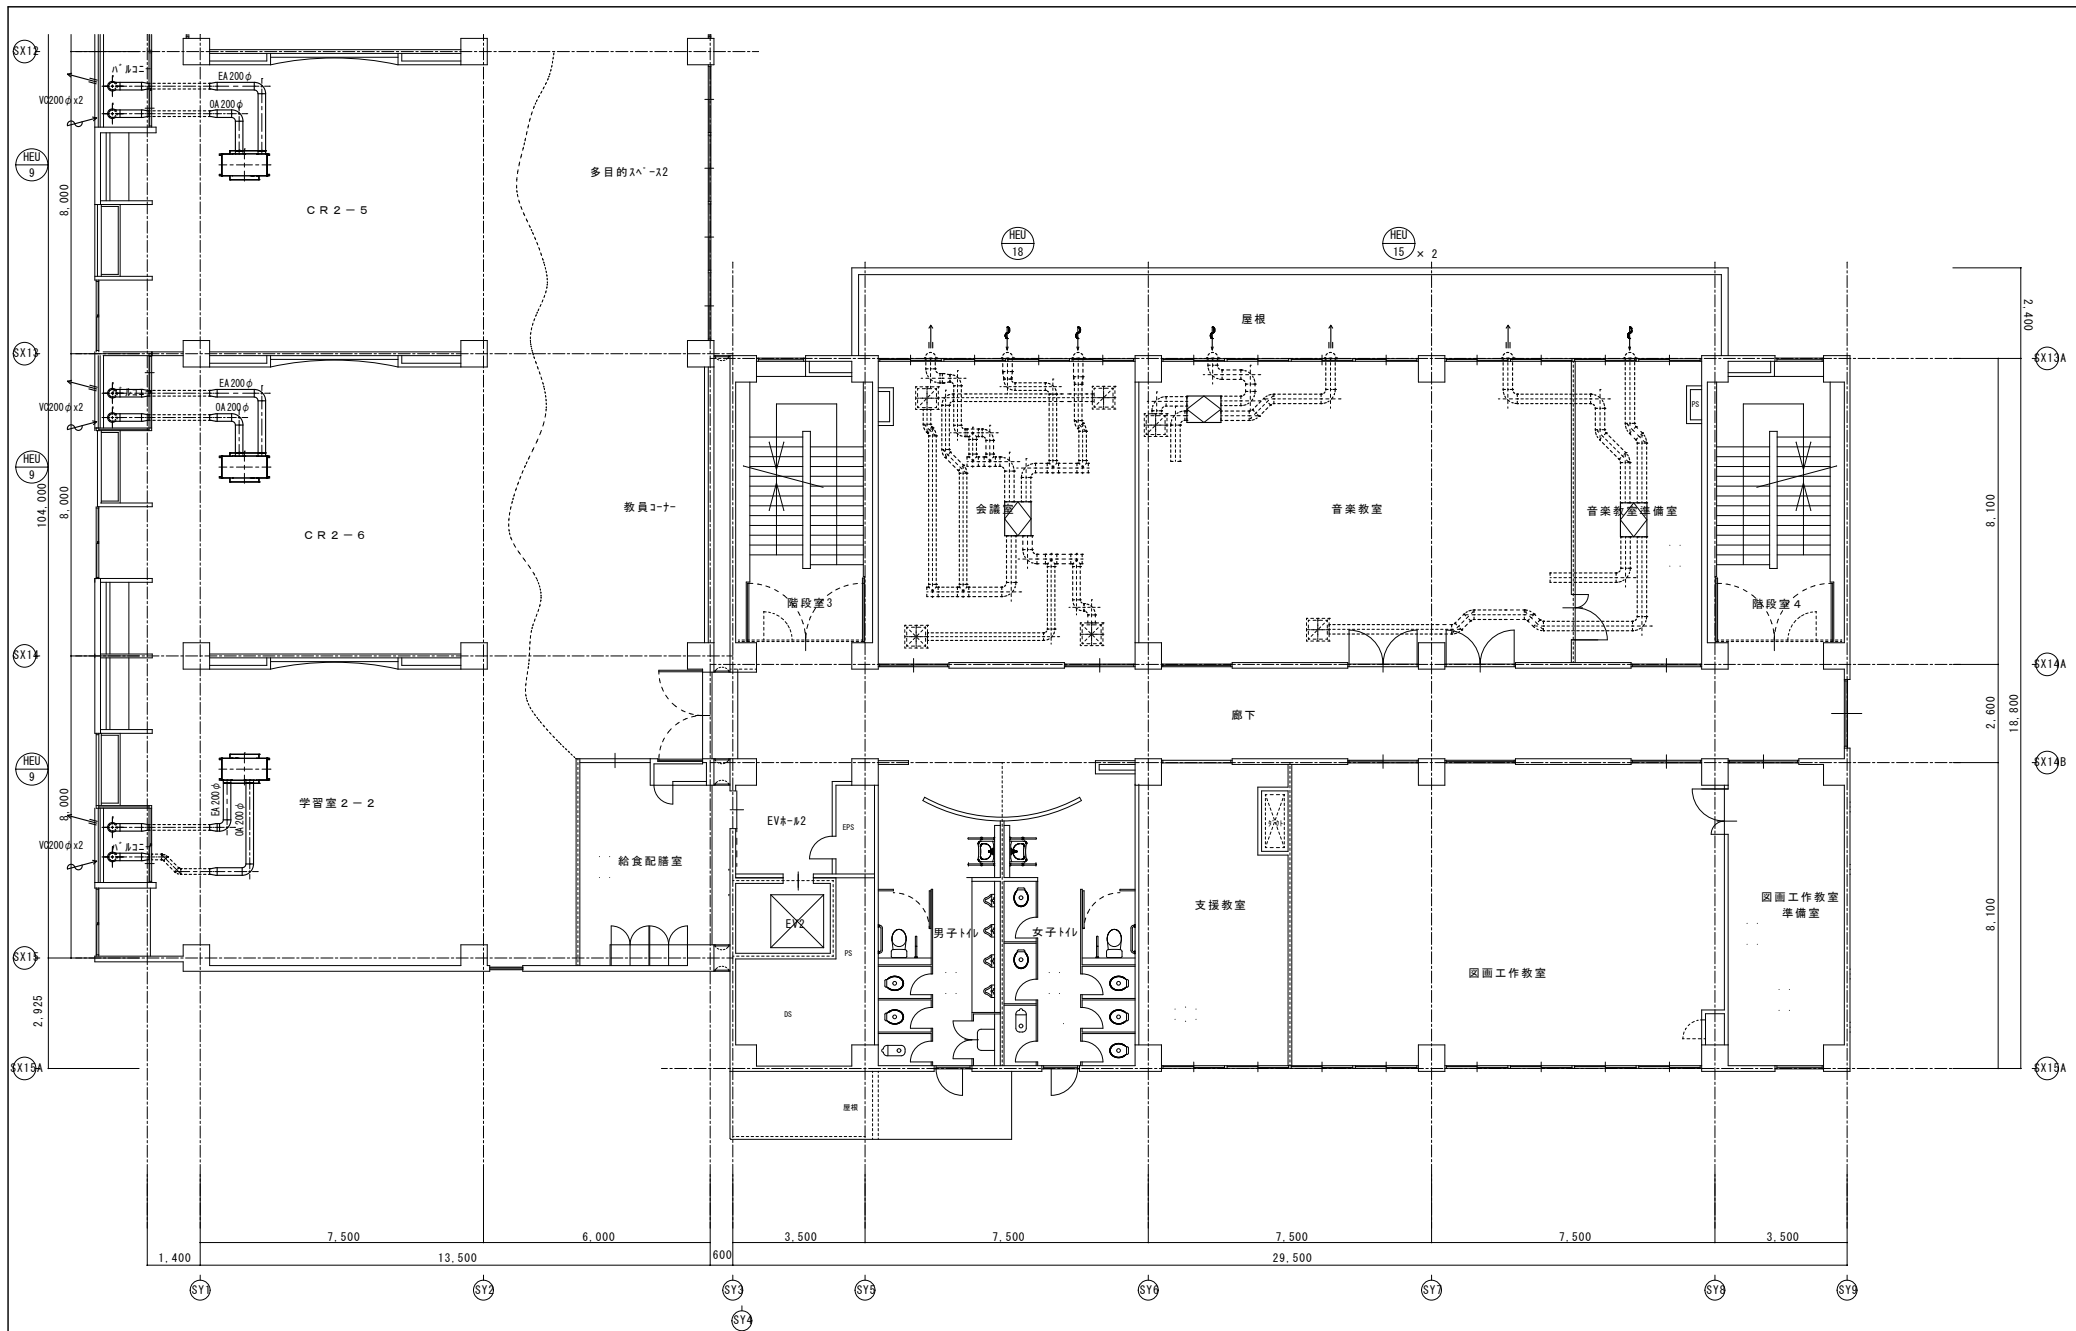 SX12
バルコニー
EA200φ
VC200φx2
OA200φ
HEU
9
8,000
多目的スペース2
CR2-5
HEU
18
HEU
15
× 2
屋根
2,400
SX13
SX13A
EA200φ
バルコニー
OA200φ
VC200φx2
PS
HEU
9
104,000
8,000
教員コーナー
会議室
音楽教室
音楽教室準備室
8,100
CR2-6
階段室3
階段室4
SX14
SX14A
廊下
2,600
18,800
HEU
9
SX14B
8,000
学習室2-2
EA200φ
OA200φ
EVホール2
EPS
VC200φx2
バルコニー
給食配膳室
支援教室
図画工作教室
準備室
8,100
EV2
男子トイレ
女子トイレ
PS
SX15
図画工作教室
2,925
DS
SX15A
SX15A
屋根
7,500
6,000
3,500
7,500
7,500
7,500
3,500
1,400
13,500
600
29,500
SY1
SY2
SY3
SY5
SY6
SY7
SY8
SY9
SY4